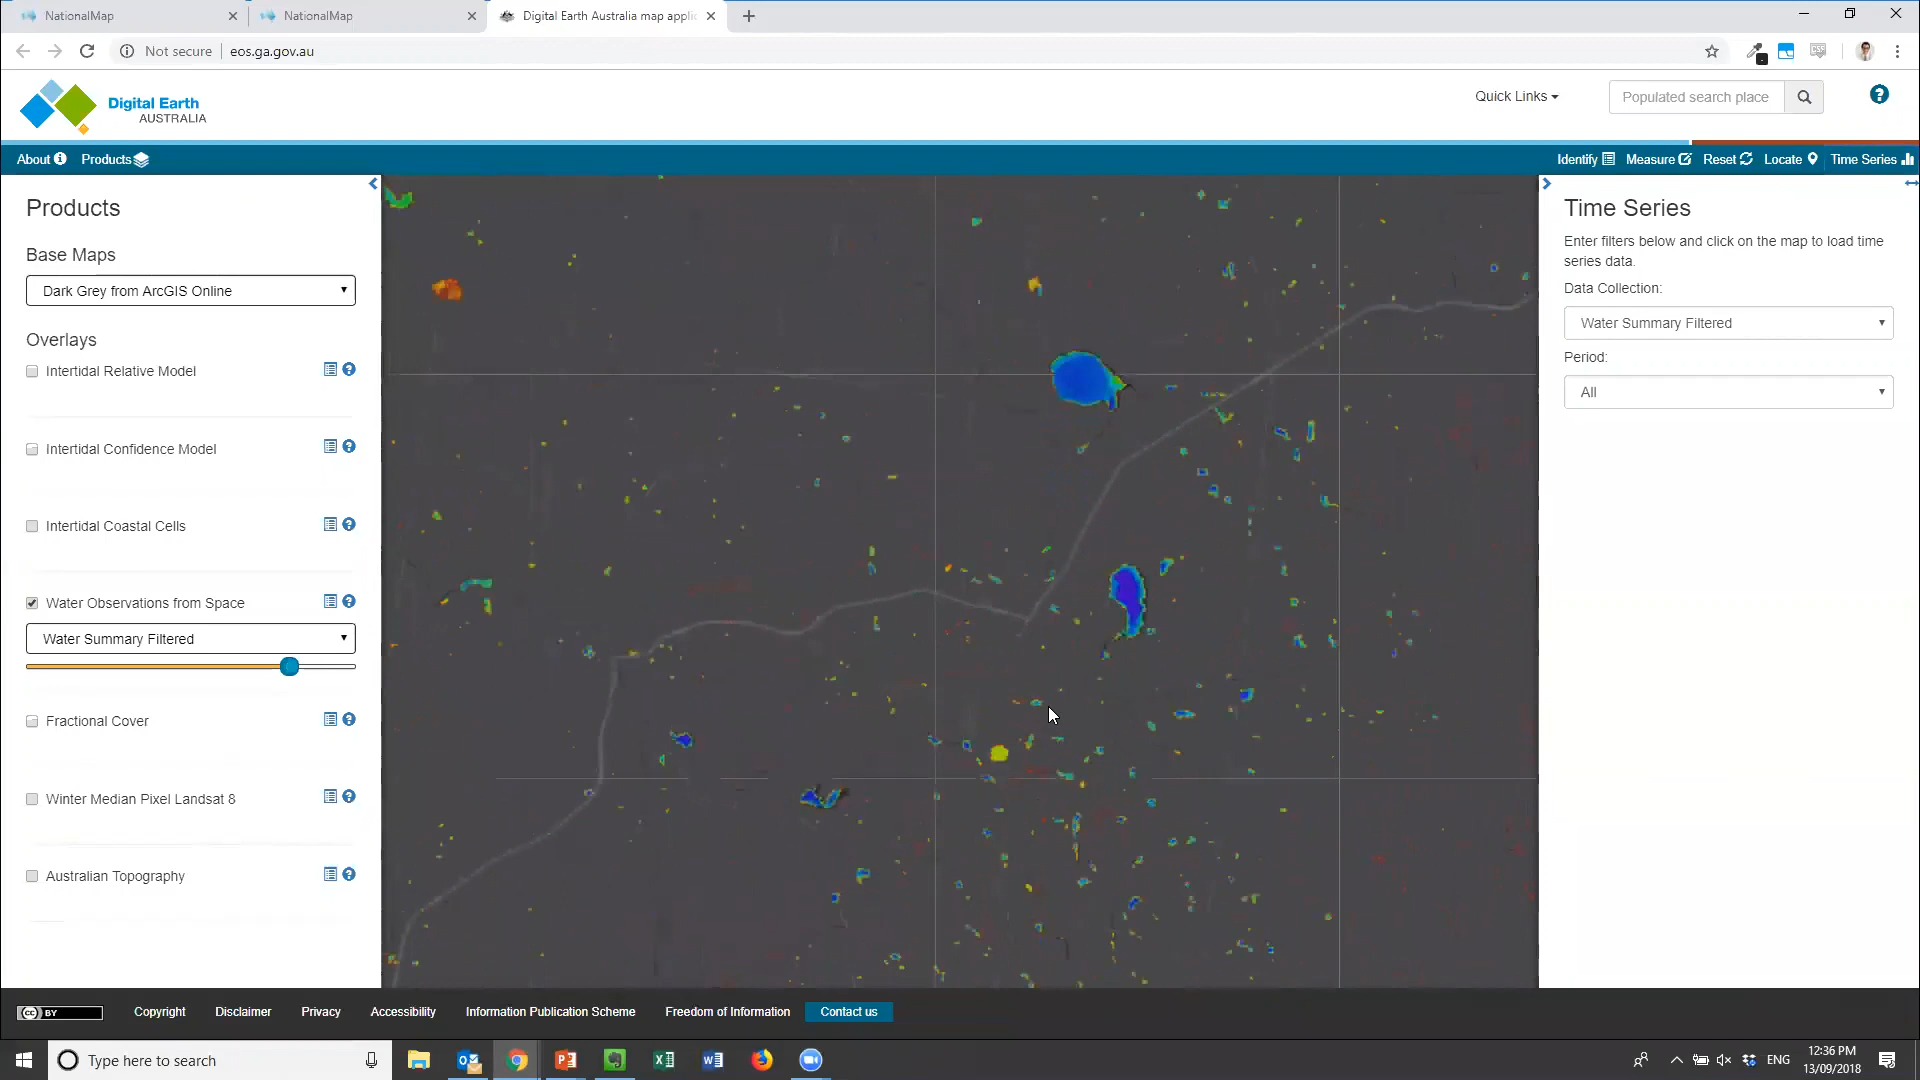 NationalMap
NationalMap
Digital Earth Australia map applic
Not secure
eos.ga.gov.au
Digital Earth
AUSTRALIA
Quick Links
Populated search place
About
Products
Identify
Measure
Reset
Locate
Time Series
Products
Base Maps
Dark Grey from ArcGIS Online
Overlays
Intertidal Relative Model
Intertidal Confidence Model
Intertidal Coastal Cells
Water Observations from Space
Water Summary Filtered
Fractional Cover
Winter Median Pixel Landsat 8
Australian Topography
Time Series
Enter filters below and click on the map to load time
series data.
Data Collection:
Water Summary Filtered
Period:
All
CC BY
Copyright
Disclaimer
Privacy
Accessibility
Information Publication Scheme
Freedom of Information
Contact us
Type here to search
ENG
12:36 PM
13/09/2018